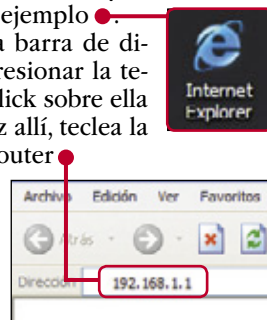 ejemplo
a barra de di-
resionar la te-
lick sobre ella
z allí, teclea la
outer
Internet
Explorer
Archivo Edición Ver Favoritos
Atrás
Dirección 192.168.1.1